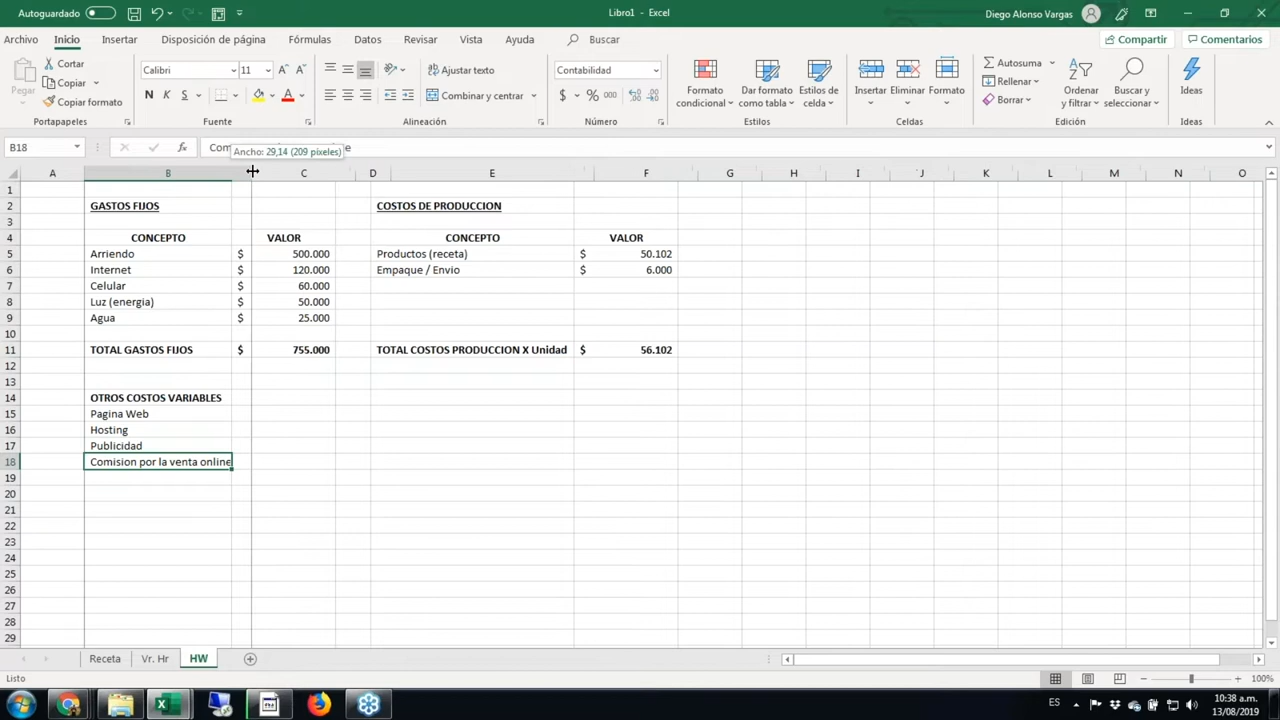 Autoguardado
Libro1 - Excel
Diego Alonso Vargas
Archivo Inicio Insertar Disposición de página Fórmulas Datos Revisar Vista Ayuda Buscar Compartir Comentarios
Pegar
Cortar
Copiar
Copiar formato
Portapapeles
Calibri 11
N K S
Fuente
Ajustar texto
Combinar y centrar
Alineación
Contabilidad
$ % 000
Número
Formato condicional
Dar formato como tabla
Estilos de celda
Estilos
Insertar Eliminar Formato
Celdas
Autosuma
Rellenar
Borrar
Ordenar y filtrar
Buscar y seleccionar
Edición
Ideas
Ideas
B18
fx
Ancho: 29,14 (209 píxeles)
A B C D E F G H I J K L M N O
1
2 GASTOS FIJOS COSTOS DE PRODUCCION
3
4 CONCEPTO VALOR CONCEPTO VALOR
5 Arriendo $ 500.000 Productos (receta) $ 50.102
6 Internet $ 120.000 Empaque / Envio $ 6.000
7 Celular $ 60.000
8 Luz (energia) $ 50.000
9 Agua $ 25.000
10
11 TOTAL GASTOS FIJOS $ 755.000 TOTAL COSTOS PRODUCCION X Unidad $ 56.102
12
13
14 OTROS COSTOS VARIABLES
15 Pagina Web
16 Hosting
17 Publicidad
18 Comision por la venta online
19
20
21
22
23
24
25
26
27
28
29
Receta Vr. Hr HW
Listo
100%
ES
10:38 a.m.
13/08/2019